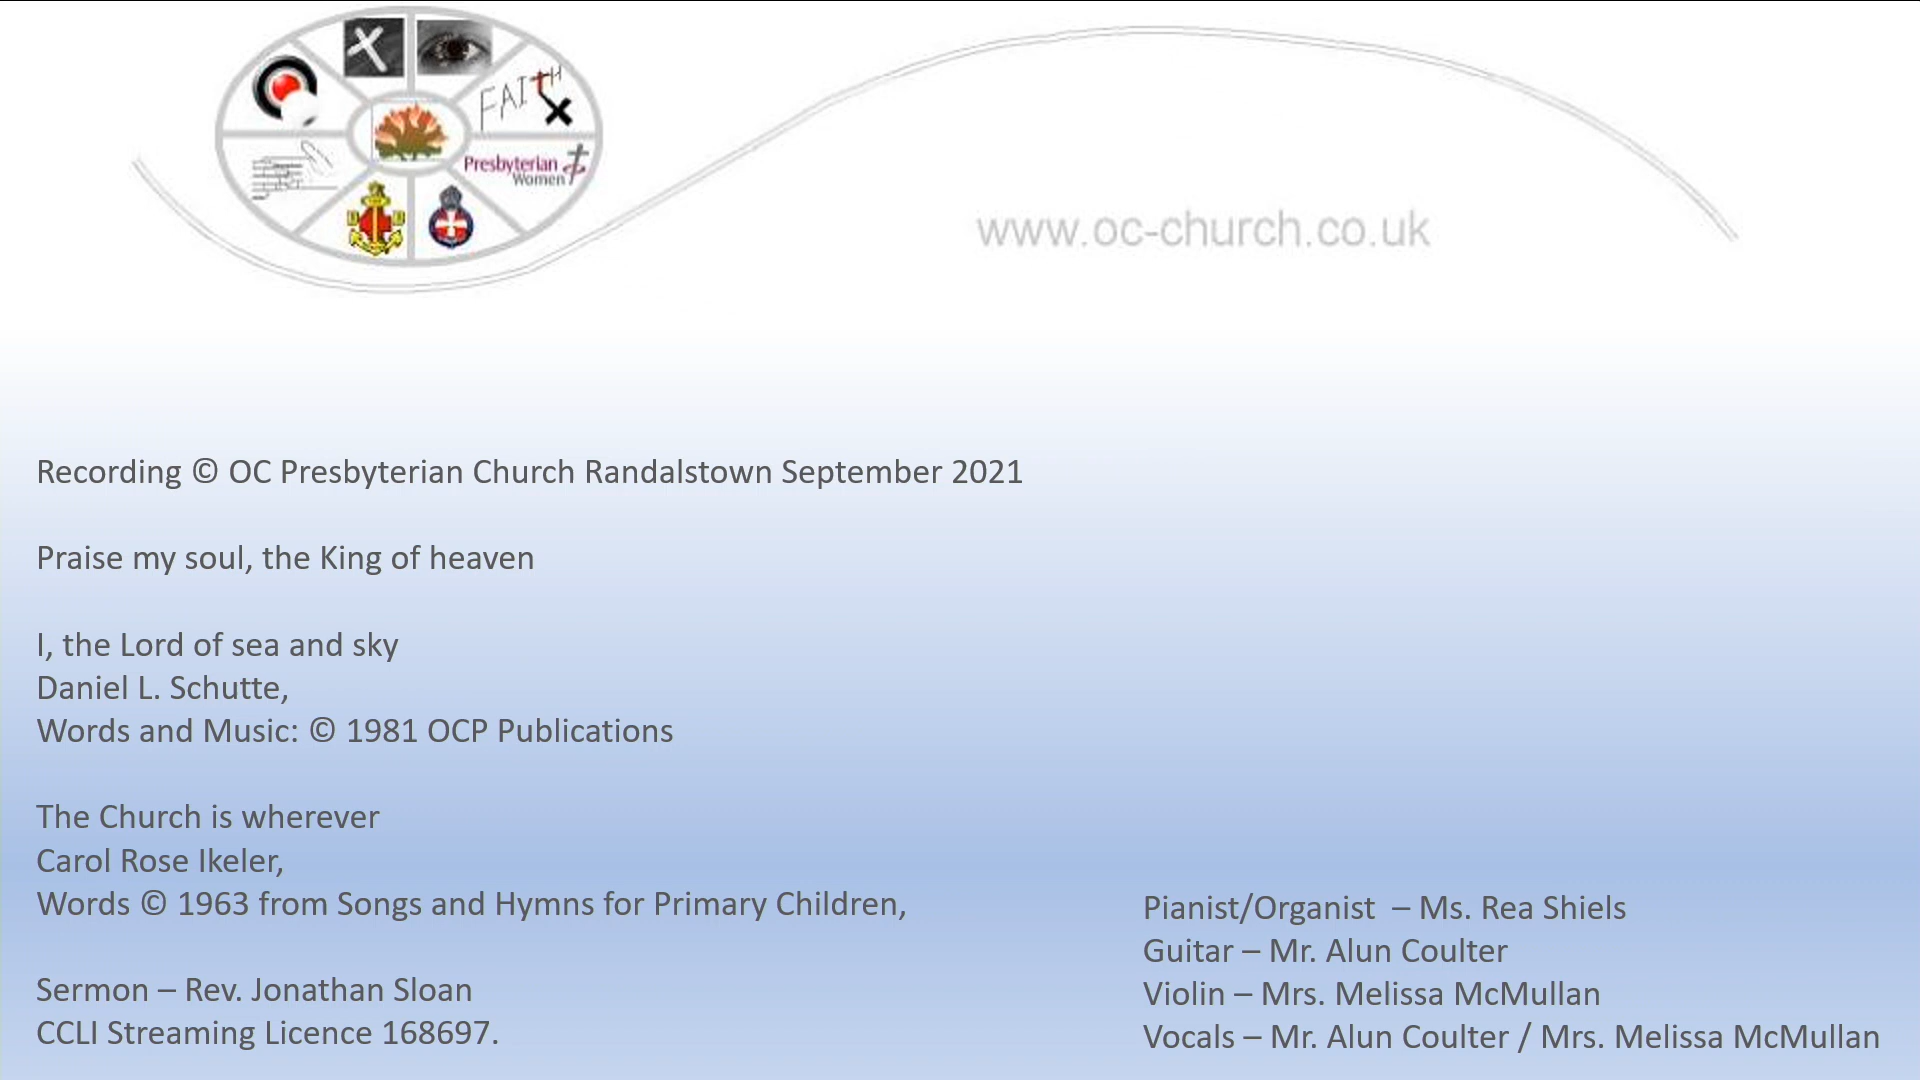 FAITH
Presbyterian
Women
www.oc-church.co.uk
Recording © OC Presbyterian Church Randalstown September 2021
Praise my soul, the King of heaven
I, the Lord of sea and sky
Daniel L. Schutte,
Words and Music: © 1981 OCP Publications
The Church is wherever
Carol Rose Ikeler,
Words © 1963 from Songs and Hymns for Primary Children,
Sermon – Rev. Jonathan Sloan
CCLI Streaming Licence 168697.
Pianist/Organist – Ms. Rea Shiels
Guitar – Mr. Alun Coulter
Violin – Mrs. Melissa McMullan
Vocals – Mr. Alun Coulter / Mrs. Melissa McMullan